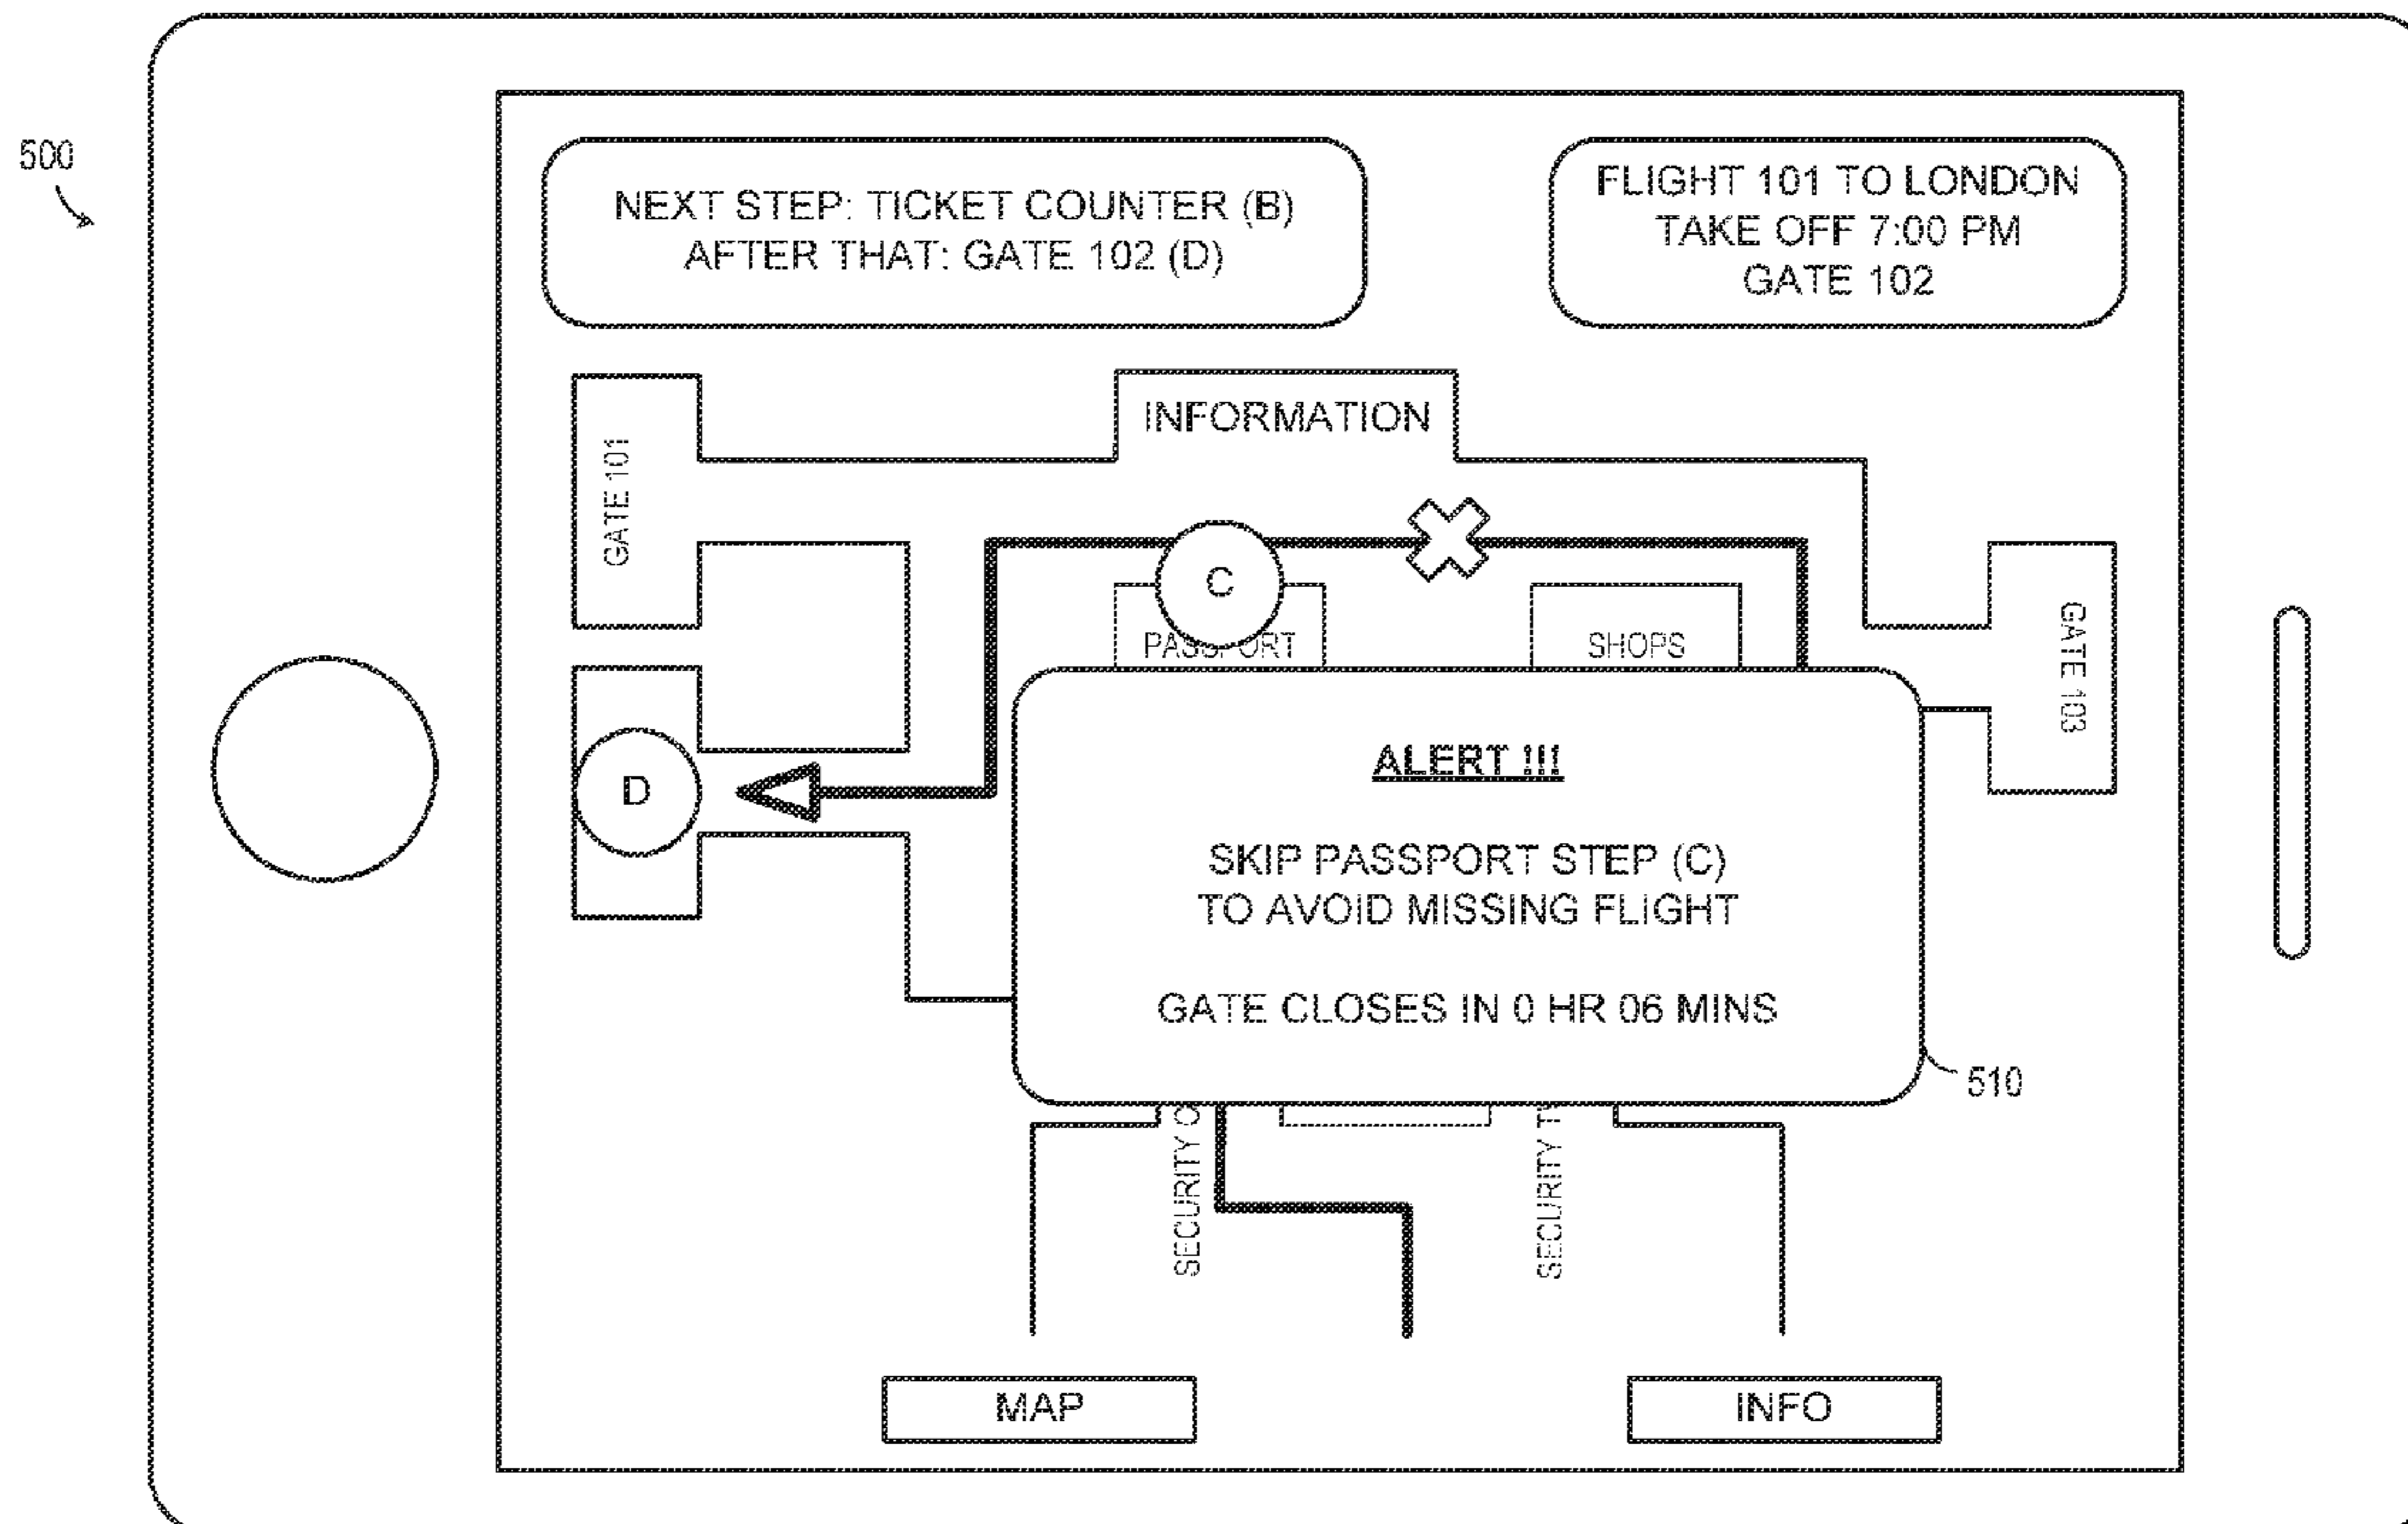 500
NEXT STEP: TICKET COUNTER (B)
AFTER THAT: GATE 102 (D)
FLIGHT 101 TO LONDON
TAKE OFF 7:00 PM
GATE 102
INFORMATION
GATE 101
C
PASSPORT
SHOPS
GATE 103
D
ALERT !!!
SKIP PASSPORT STEP (C)
TO AVOID MISSING FLIGHT
GATE CLOSES IN 0 HR 06 MINS
510
SECURITY
SECURITY
MAP
INFO